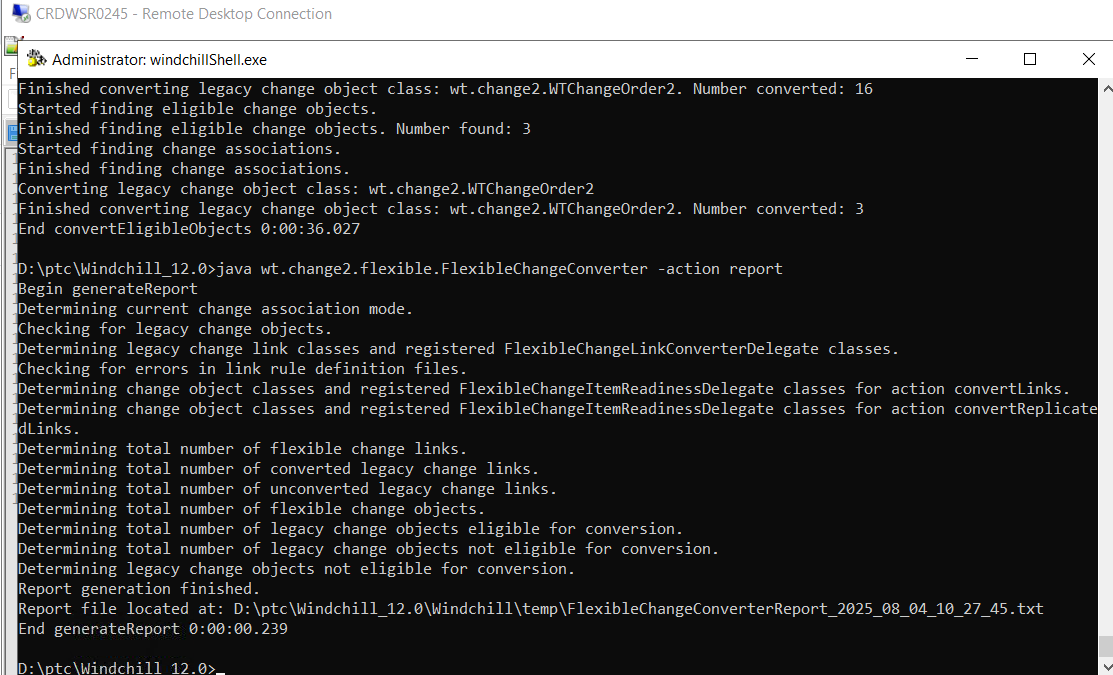 CRDWSR0245 - Remote Desktop Connection
Administrator: windchillShell.exe
F
Finished converting legacy change object class: wt.change2.WTChangeOrder2. Number converted: 16
Started finding eligible change objects.
Finished finding eligible change objects. Number found: 3
Started finding change associations.
Finished finding change associations.
Converting legacy change object class: wt.change2.WTChangeOrder2
Finished converting legacy change object class: wt.change2.WTChangeOrder2. Number converted: 3
End convertEligibleObjects 0:00:36.027
D:\ptc\Windchill_12.0>java wt.change2.flexible.FlexibleChangeConverter -action report
Begin generateReport
Determining current change association mode.
Checking for legacy change objects.
Determining legacy change link classes and registered FlexibleChangeLinkConverterDelegate classes.
Checking for errors in link rule definition files.
Determining change object classes and registered FlexibleChangeItemReadinessDelegate classes for action convertLinks.
Determining change object classes and registered FlexibleChangeItemReadinessDelegate classes for action convertReplicate
dLinks.
Determining total number of flexible change links.
Determining total number of converted legacy change links.
Determining total number of unconverted legacy change links.
Determining total number of flexible change objects.
Determining total number of legacy change objects eligible for conversion.
Determining total number of legacy change objects not eligible for conversion.
Determining legacy change objects not eligible for conversion.
Report generation finished.
Report file located at: D:\ptc\Windchill_12.0\Windchill\temp\FlexibleChangeConverterReport_2025_08_04_10_27_45.txt
End generateReport 0:00:00.239
D:\ptc\Windchill_12.0>